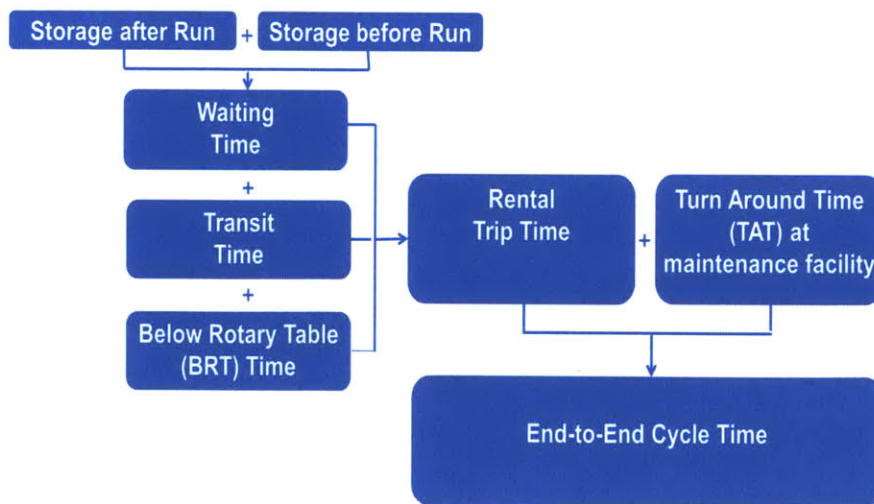 Storage after Run + Storage before Run
Waiting
Time
+
Transit
Time
+
Below Rotary Table
(BRT) Time
Rental
Trip Time
+
Turn Around Time
(TAT) at
maintenance facility
End-to-End Cycle Time